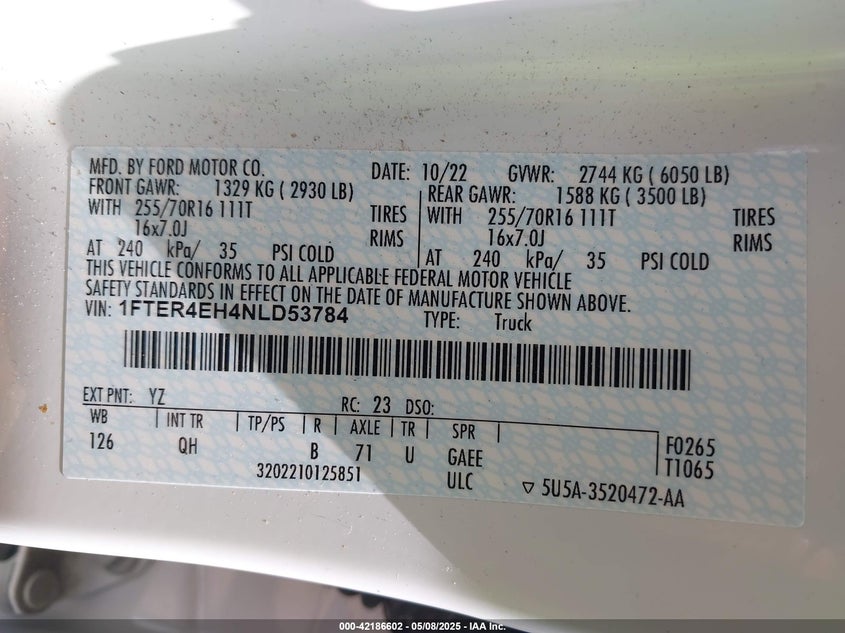 MFD. BY FORD MOTOR CO. DATE: 10/22 GVWR: 2744 KG ( 6050 LB)
FRONT GAWR: 1329 KG ( 2930 LB) REAR GAWR: 1588 KG ( 3500 LB)
WITH 255/70R16 111T TIRES WITH 255/70R16 111T TIRES
16x7.0J RIMS 16x7.0J RIMS
AT 240 kPa/ 35 PSI COLD AT 240 kPa/ 35 PSI COLD
THIS VEHICLE CONFORMS TO ALL APPLICABLE FEDERAL MOTOR VEHICLE
SAFETY STANDARDS IN EFFECT ON THE DATE OF MANUFACTURE SHOWN ABOVE.
VIN: 1FTER4EH4NLD53784 TYPE: Truck
EXT PNT: YZ RC: 23 DSO:
WB INT TR TP/PS R AXLE TR SPR F0265
126 QH B 71 U GAEE T1065
3202210125851 ULC ▽ 5U5A-3520472-AA
000-42186602 - 05/08/2025 - IAA Inc.